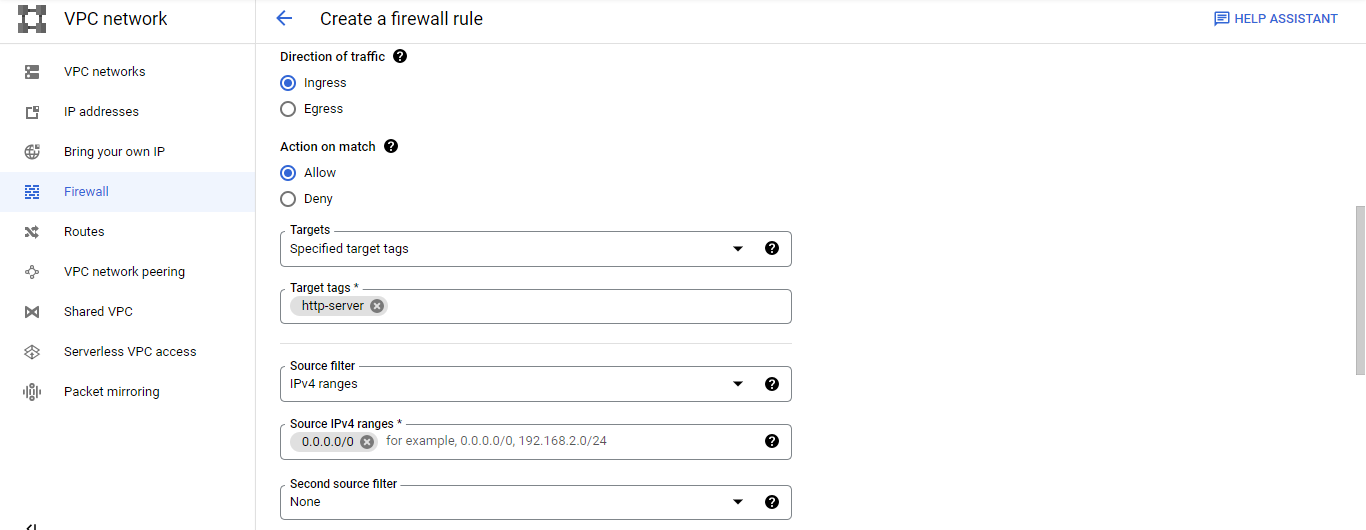 VPC network
Create a firewall rule
HELP ASSISTANT
VPC networks
IP addresses
Bring your own IP
Firewall
Routes
VPC network peering
Shared VPC
Serverless VPC access
Packet mirroring
Direction of traffic ?
Ingress
Egress
Action on match ?
Allow
Deny
Targets
Specified target tags ?
Target tags *
http-server
Source filter
IPv4 ranges ?
Source IPv4 ranges *
0.0.0.0/0 for example, 0.0.0.0/0, 192.168.2.0/24 ?
Second source filter
None ?